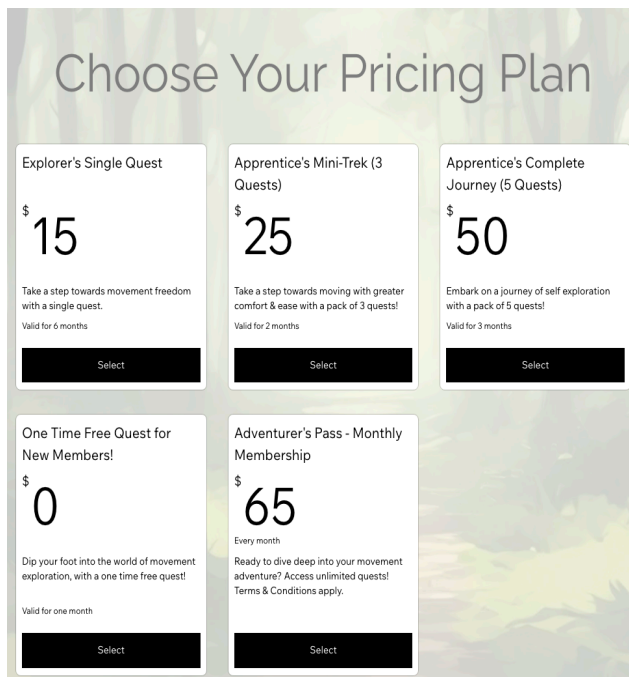 Choose Your Pricing Plan
Explorer's Single Quest
$
15
Take a step towards movement freedom
with a single quest.
Valid for 6 months
Select
Apprentice's Mini-Trek (3
Quests)
$
25
Take a step towards moving with greater
comfort & ease with a pack of 3 quests!
Valid for 2 months
Select
Apprentice's Complete
Journey (5 Quests)
$
50
Embark on a journey of self exploration
with a pack of 5 quests!
Valid for 3 months
Select
One Time Free Quest for
New Members!
$
0
Dip your foot into the world of movement
exploration, with a one time free quest!
Valid for one month
Select
Adventurer's Pass - Monthly
Membership
$
65
Every month
Ready to dive deep into your movement
adventure? Access unlimited quests!
Terms & Conditions apply.
Select